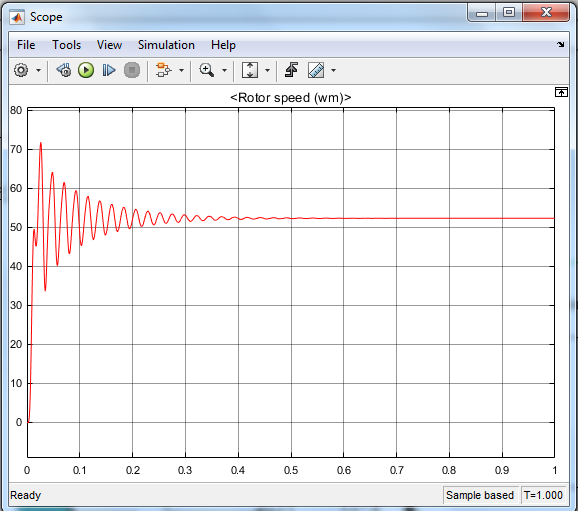 Scope
File Tools View Simulation Help
<Rotor speed (wm)>
80
70
60
50
40
30
20
10
0
0 0.1 0.2 0.3 0.4 0.5 0.6 0.7 0.8 0.9 1
Ready Sample based T=1.000